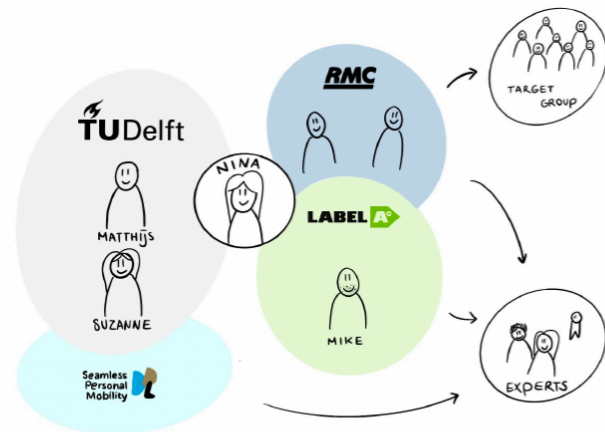 TUDelft
MATTHIJS
SUZANNE
Seamless
Personal
Mobility
NINA
RMC
LABEL A°
MIKE
TARGET
GROUP
EXPERTS